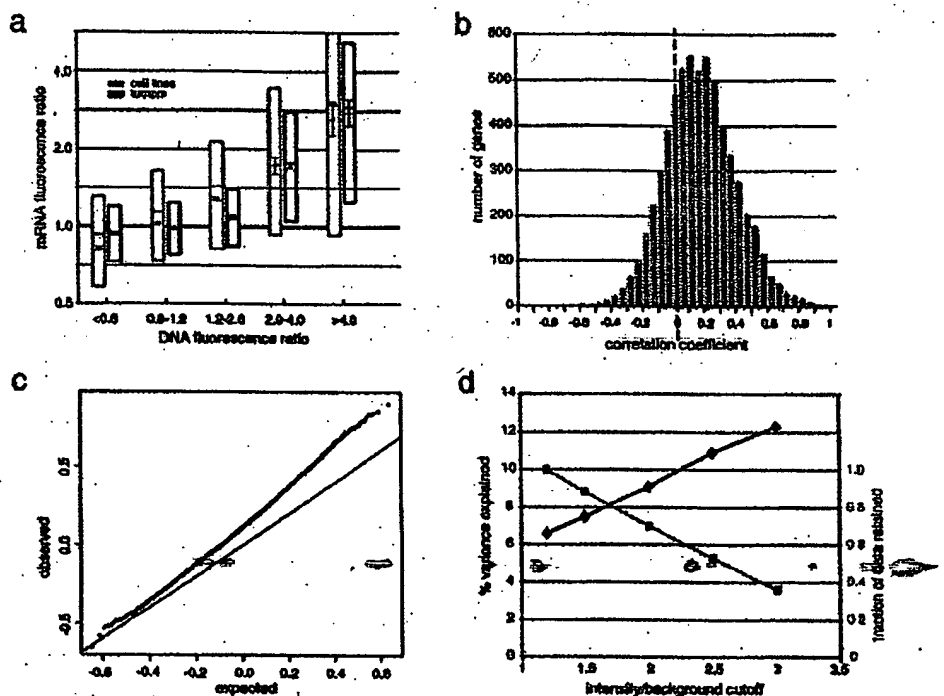 a
mRNA fluorescence ratio
4.0
2.0
1.0
0.5
cell lines
tumors
<0.8 0.8-1.2 1.2-2.0 2.0-4.0 >4.0
DNA fluorescence ratio
b
number of genes
600
500
400
300
200
100
0
-1 -0.8 -0.6 -0.4 -0.2 0 0.2 0.4 0.6 0.8 1
correlation coefficient
c
observed
0.5
0.0
-0.5
-0.6 -0.4 -0.2 0.0 0.2 0.4 0.6
expected
d
% variance explained
14
12
10
8
6
4
2
0
1 1.5 2 2.5 3 3.5
intensity/background cutoff
fraction of data retained
1.0
0.8
0.6
0.4
0.2
0